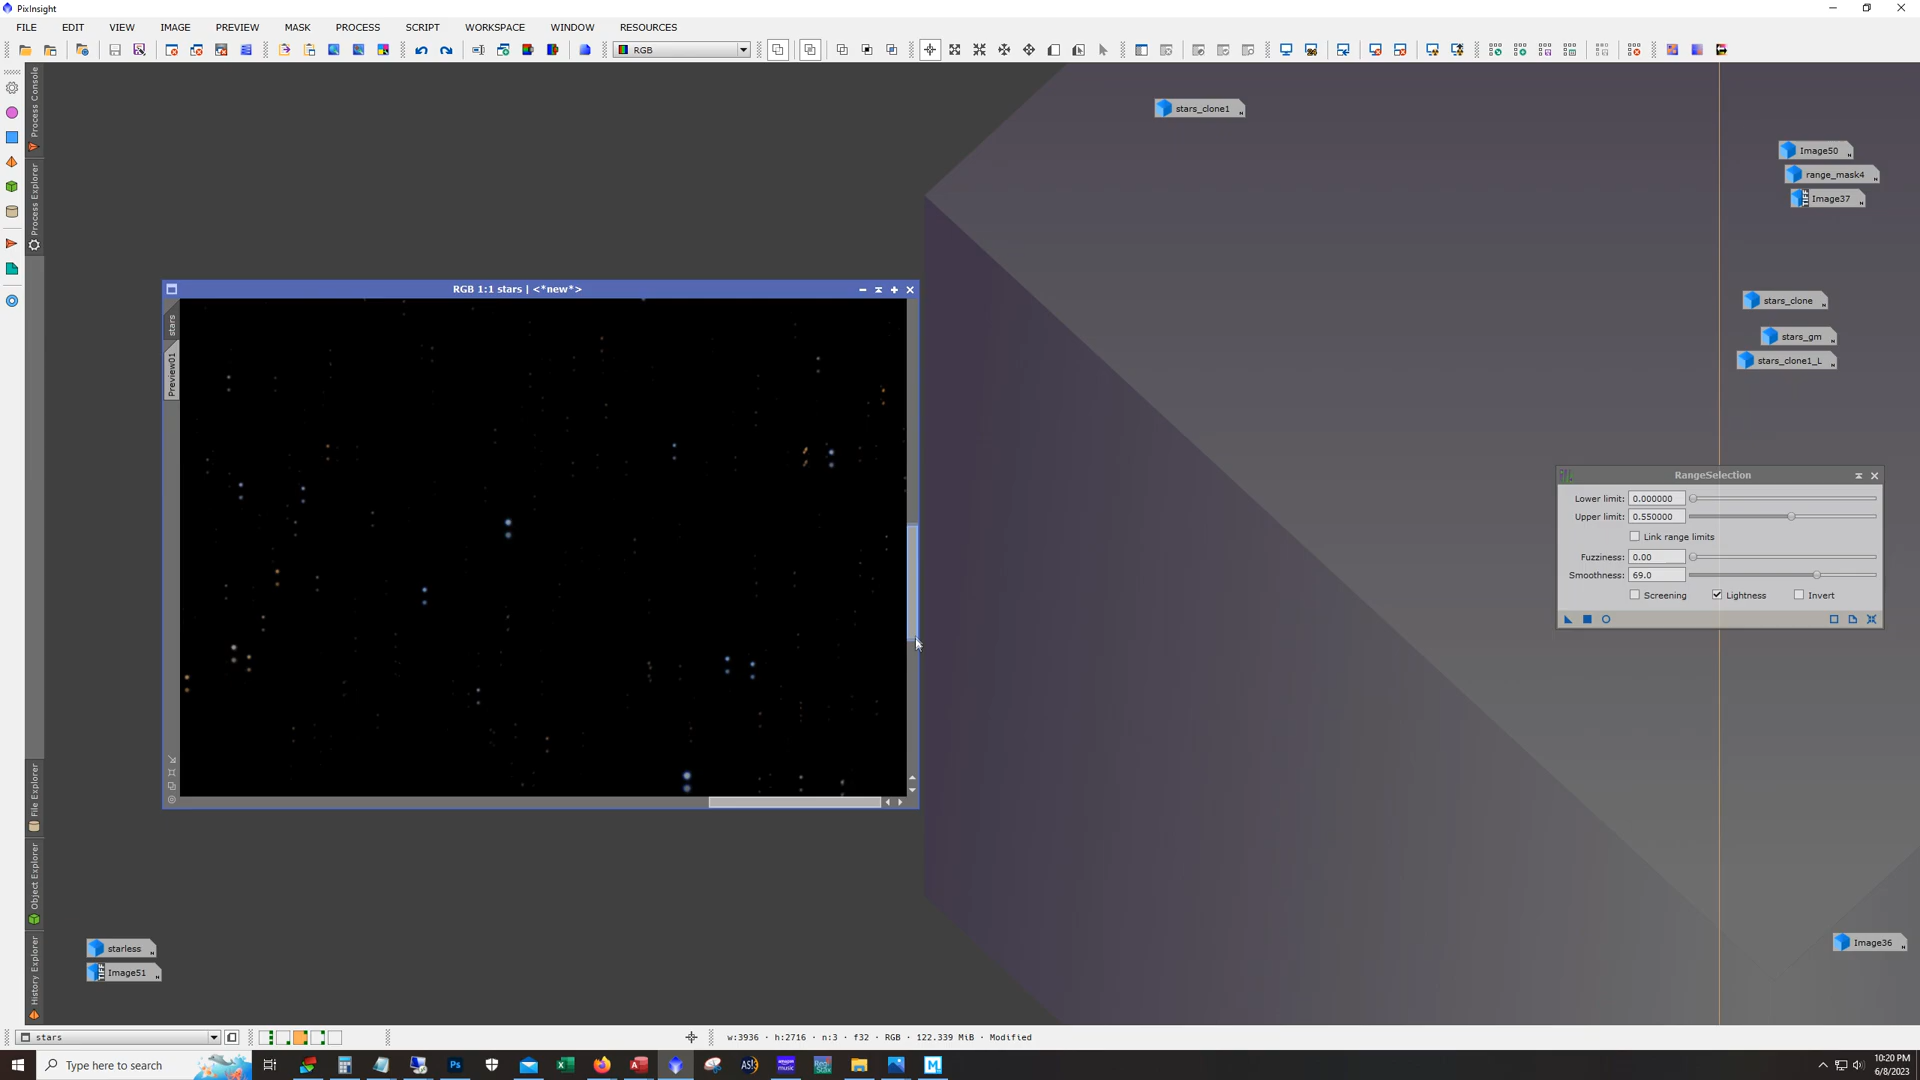 PixInsight
FILE EDIT VIEW IMAGE PREVIEW MASK PROCESS SCRIPT WORKSPACE WINDOW RESOURCES
RGB
Process Console
Process Explorer
File Explorer
Object Explorer
History Explorer
stars_clone1
Image50
range_mask4
Image37
stars_clone
stars_gm
stars_clone1_L
RGB 1:1 stars | <*new*>
stars
Preview01
RangeSelection
Lower limit: 0.000000
Upper limit: 0.550000
Link range limits
Fuzziness: 0.00
Smoothness: 69.0
Screening Lightness Invert
starless
Image51
Image36
stars
w:3936 · h:2716 · n:3 · f32 · RGB · 122.339 MiB · Modified
Type here to search
Ps
10:20 PM
6/8/2023